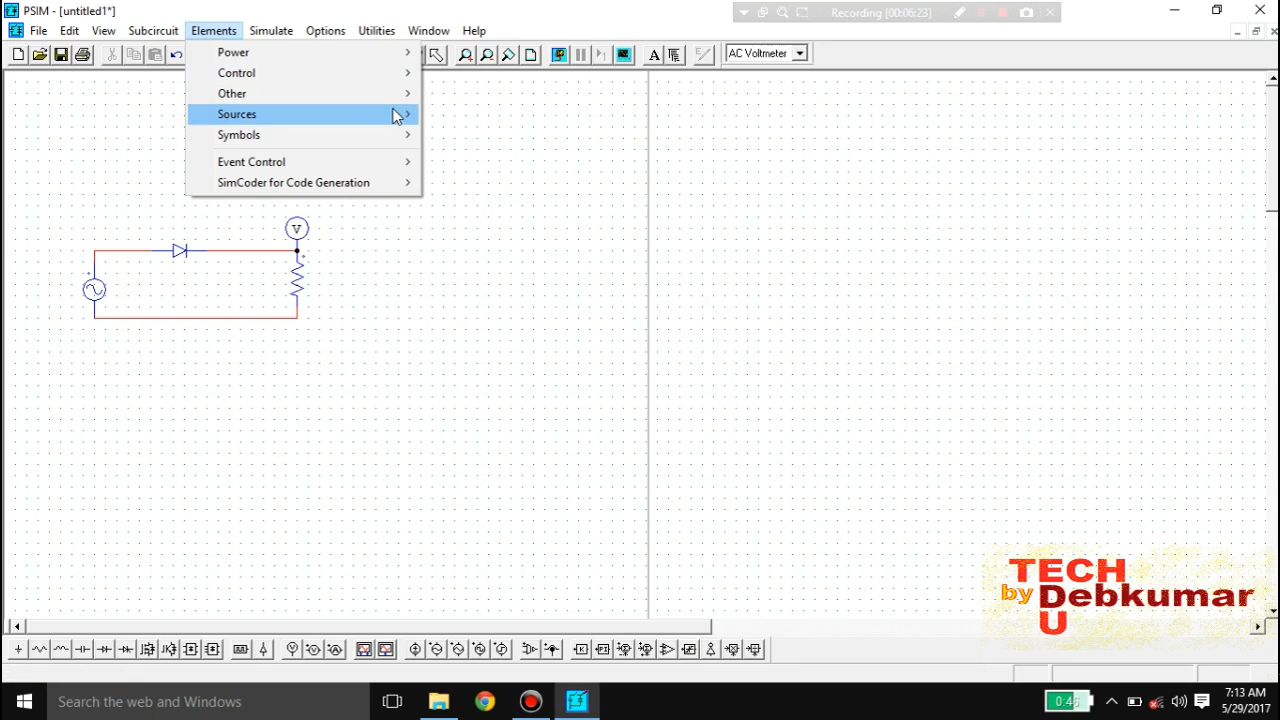 PSIM - [untitled1*]
Recording [00:06:23]
File Edit View Subcircuit Elements Simulate Options Utilities Window Help
A
AC Voltmeter
Power
Control
Other
Sources
Symbols
Event Control
SimCoder for Code Generation
V
TECH
by Debkumar
U
Search the web and Windows
0:46
7:13 AM
5/29/2017